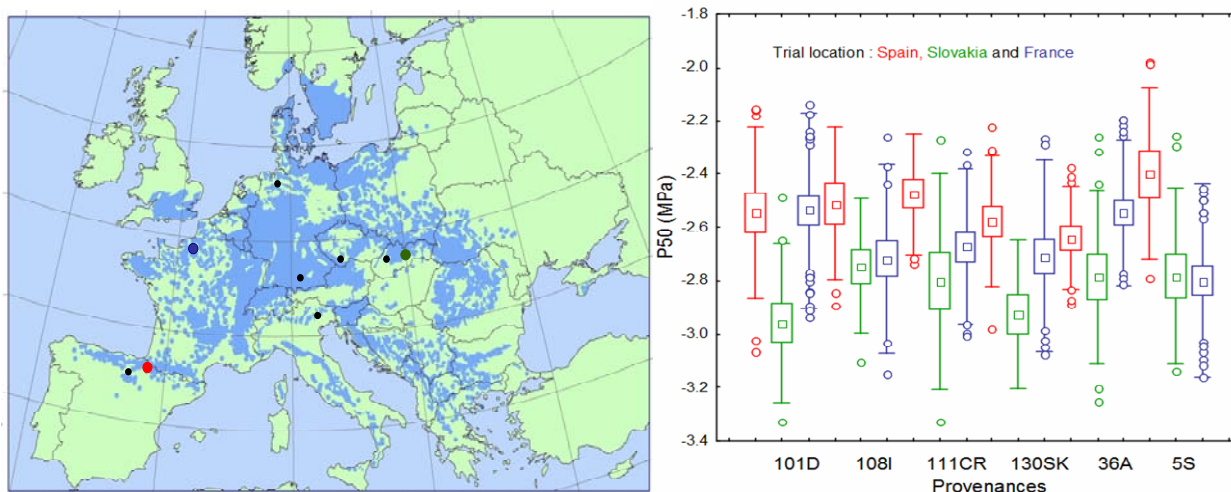 Trial location : Spain, Slovakia and France
P50 (MPa)
-1.8
-2.0
-2.2
-2.4
-2.6
-2.8
-3.0
-3.2
-3.4
101D 108I 111CR 130SK 36A 5S
Provenances